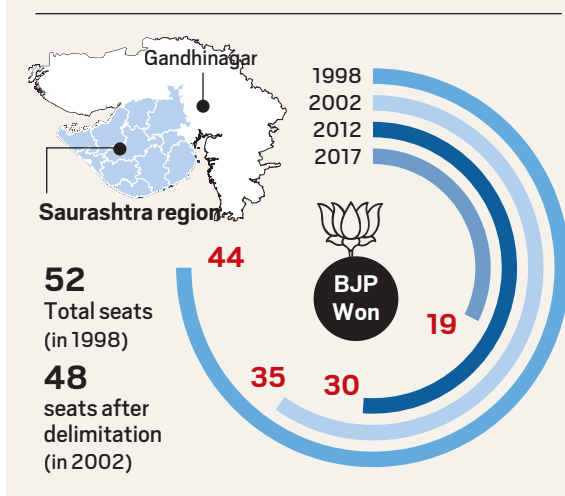 Gandhinagar
Saurashtra region
1998
2002
2012
2017
BJP
Won
44
35
30
19
52
Total seats
(in 1998)
48
seats after
delimitation
(in 2002)